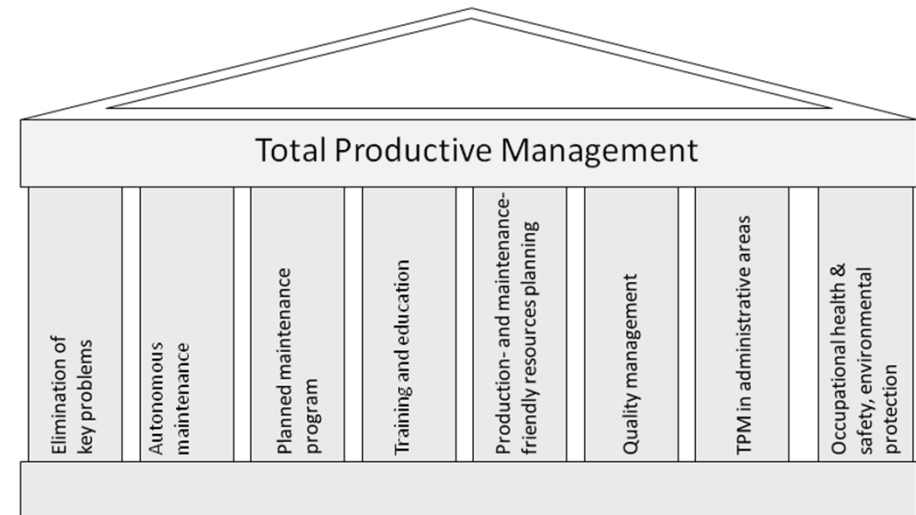 Total Productive Management
Elimination of
key problems
Autonomous
maintenance
Planned maintenance
program
Training and education
Production- and maintenance-
friendly resources planning
Quality management
TPM in administrative areas
Occupational health &
safety, environmental
protection